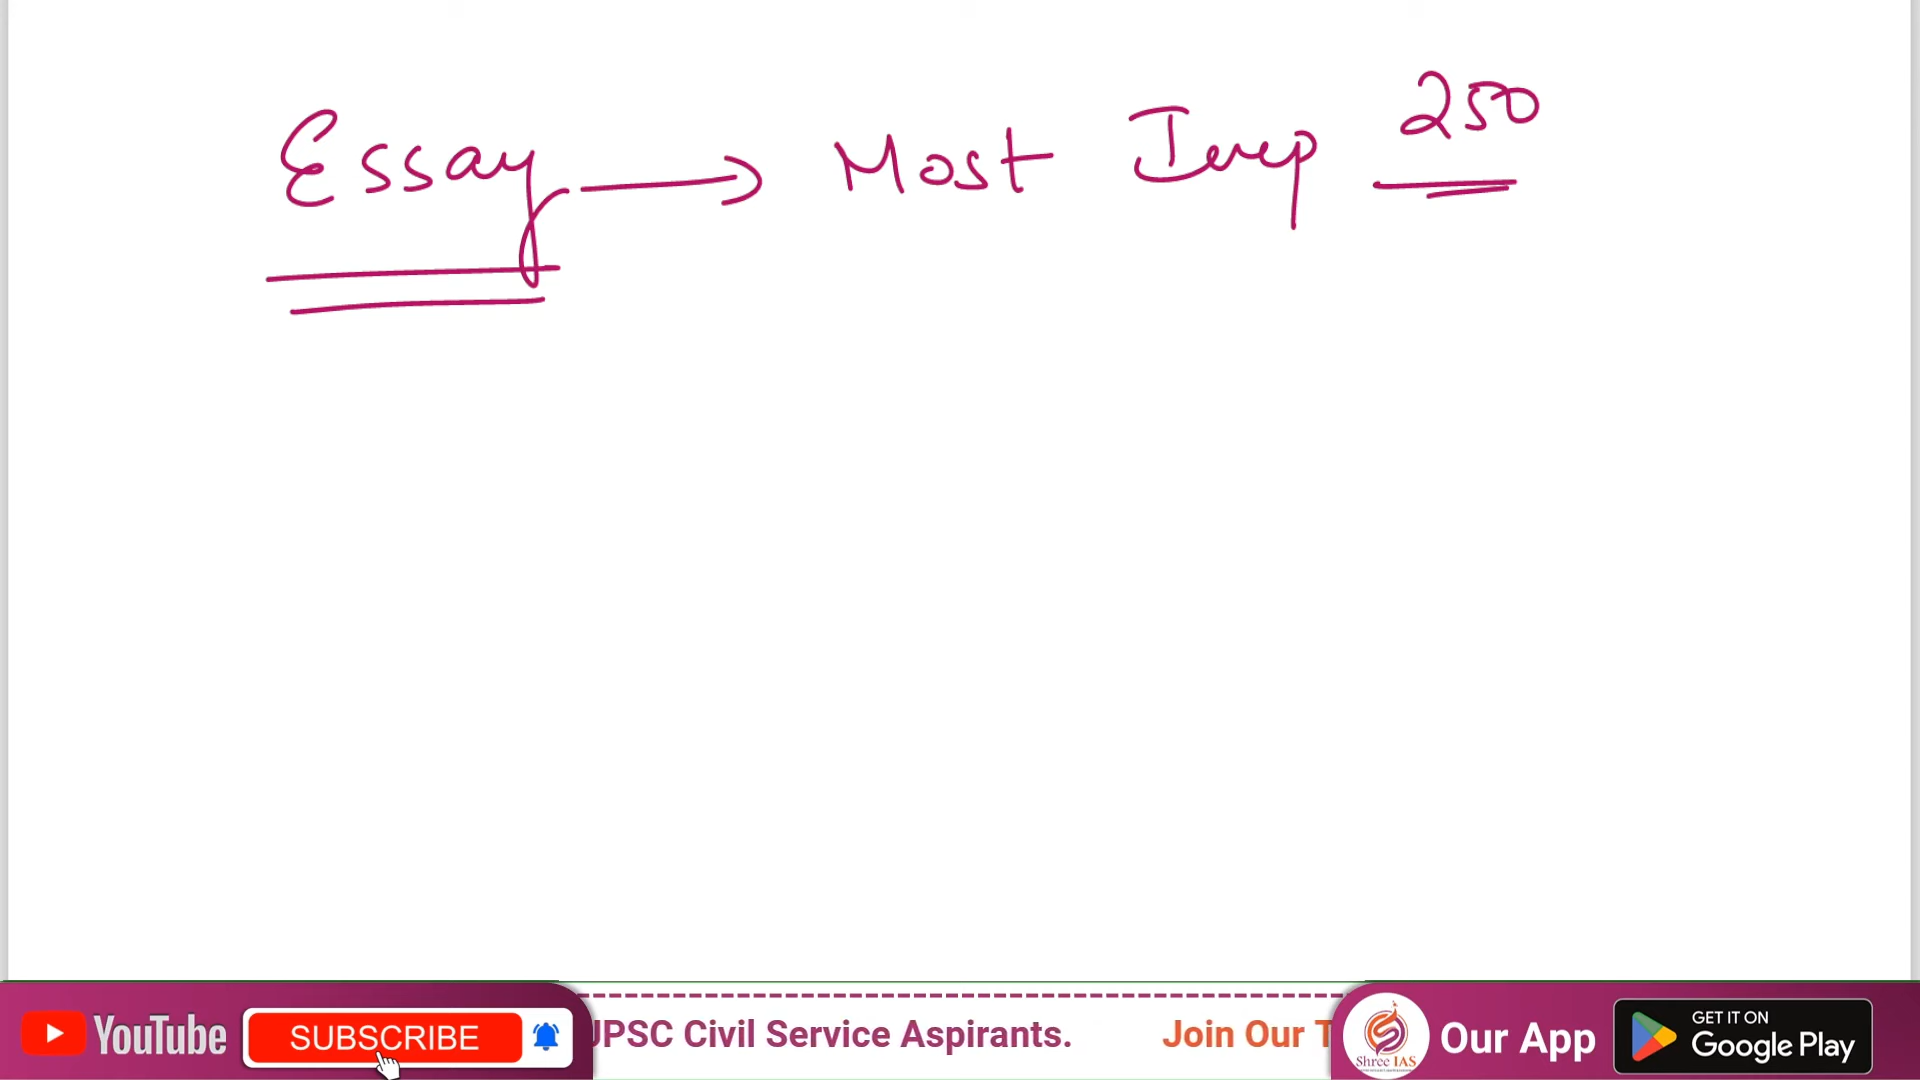 Essay → Most Imp 250
YouTube SUBSCRIBE JPSC Civil Service Aspirants. Join Our T Shree IAS Our App GET IT ON Google Play